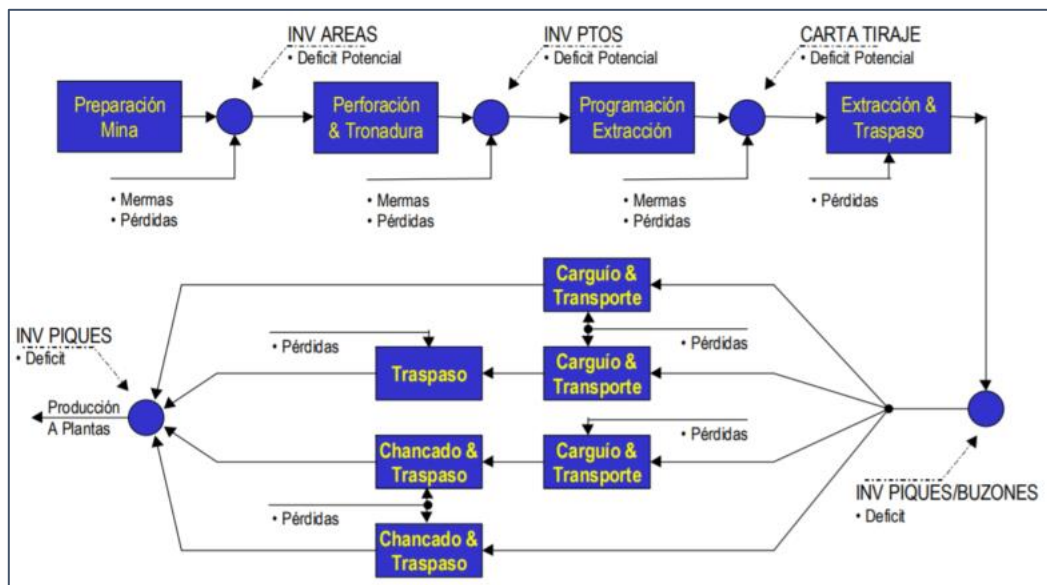 INV AREAS
• Deficit Potencial
INV PTOS
• Deficit Potencial
CARTA TIRAJE
• Deficit Potencial
Preparación
Mina
Perforación
& Tronadura
Programación
Extracción
Extracción &
Traspaso
• Mermas
• Pérdidas
• Mermas
• Pérdidas
• Mermas
• Pérdidas
• Pérdidas
Carguío &
Transporte
INV PIQUES
• Deficit
• Pérdidas
• Pérdidas
Traspaso
Carguío &
Transporte
Producción
A Plantas
• Pérdidas
Chancado &
Traspaso
Carguío &
Transporte
INV PIQUES/BUZONES
• Deficit
• Pérdidas
Chancado &
Traspaso